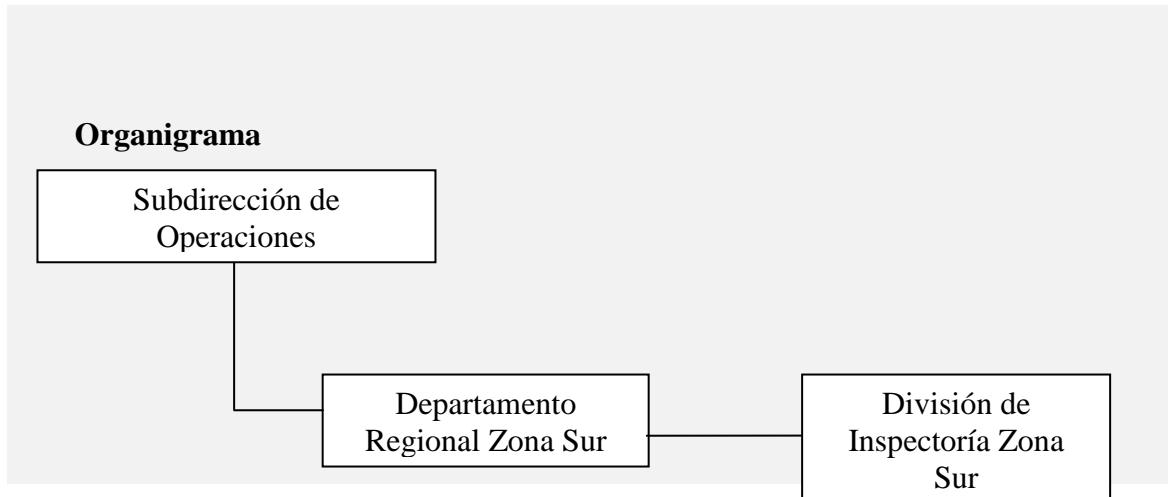 Organigrama
Subdirección de
Operaciones
Departamento
Regional Zona Sur
División de
Inspectoría Zona
Sur